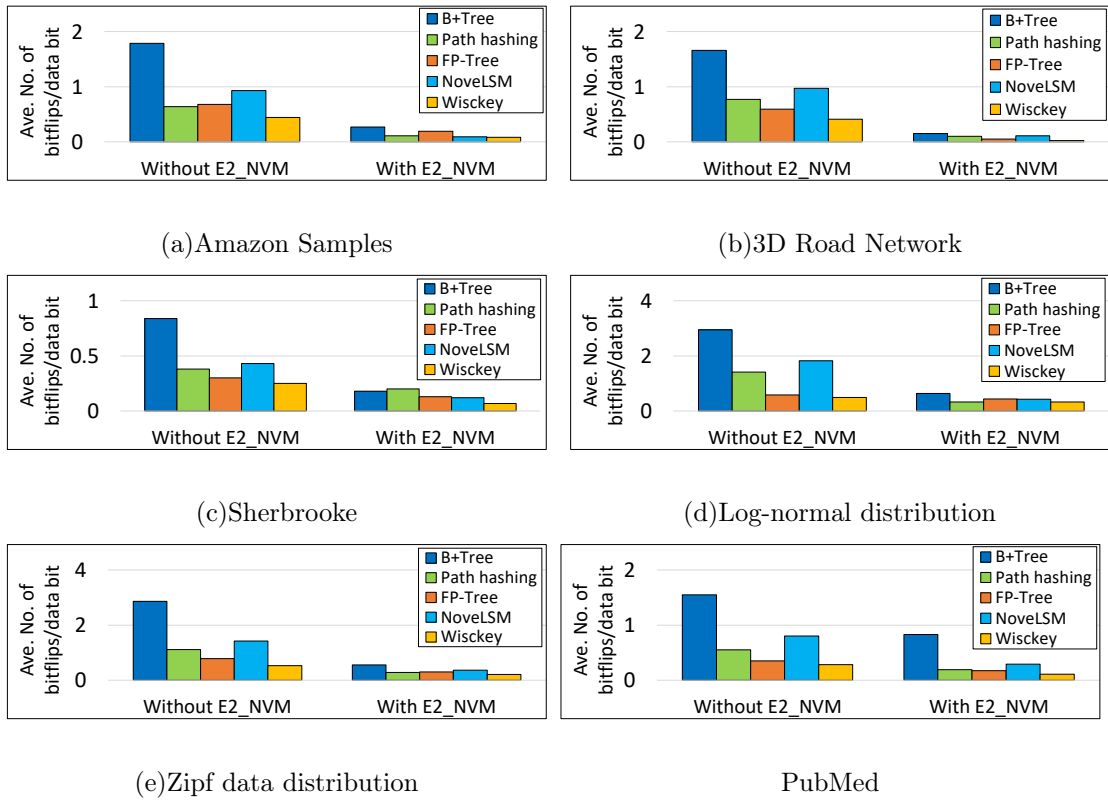 Ave. No. of
bitflips/data bit
2
1
0
B+Tree
Path hashing
FP-Tree
NoveLSM
Wisckey
Without E2_NVM
With E2_NVM
(a)Amazon Samples
Ave. No. of
bitflips/data bit
2
1
0
B+Tree
Path hashing
FP-Tree
NoveLSM
Wisckey
Without E2_NVM
With E2_NVM
(b)3D Road Network
Ave. No. of
bitflips/data bit
1
0.5
0
B+Tree
Path hashing
FP-Tree
NoveLSM
Wisckey
Without E2_NVM
With E2_NVM
(c)Sherbrooke
Ave. No. of
bitflips/data bit
4
2
0
B+Tree
Path hashing
FP-Tree
NoveLSM
Wisckey
Without E2_NVM
With E2_NVM
(d)Log-normal distribution
Ave. No. of
bitflips/data bit
4
2
0
B+Tree
Path hashing
FP-Tree
NoveLSM
Wisckey
Without E2_NVM
With E2_NVM
(e)Zipf data distribution
Ave. No. of
bitflips/data bit
2
1
0
B+Tree
Path hashing
FP-Tree
NoveLSM
Wisckey
Without E2_NVM
With E2_NVM
PubMed